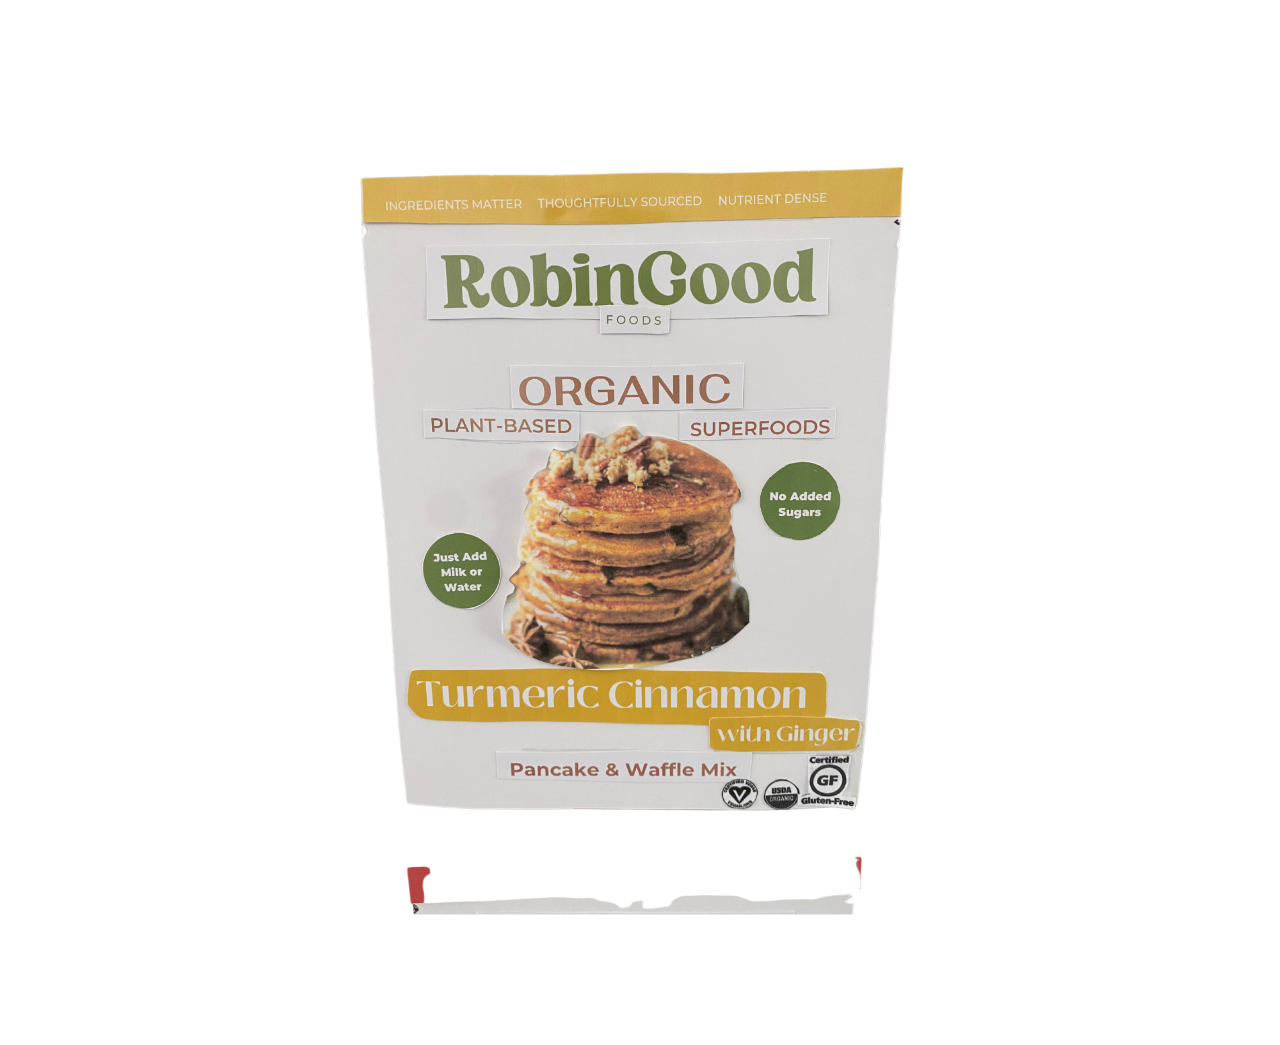 INGREDIENTS MATTER THOUGHTFULLY SOURCED NUTRIENT DENSE
RobinGood
FOODS
ORGANIC
PLANT-BASED
SUPERFOODS
No Added
Sugars
Just Add
Milk or
Water
Turmeric Cinnamon
with Ginger
Pancake & Waffle Mix
USDA
ORGANIC
Certified
GF
Gluten-Free